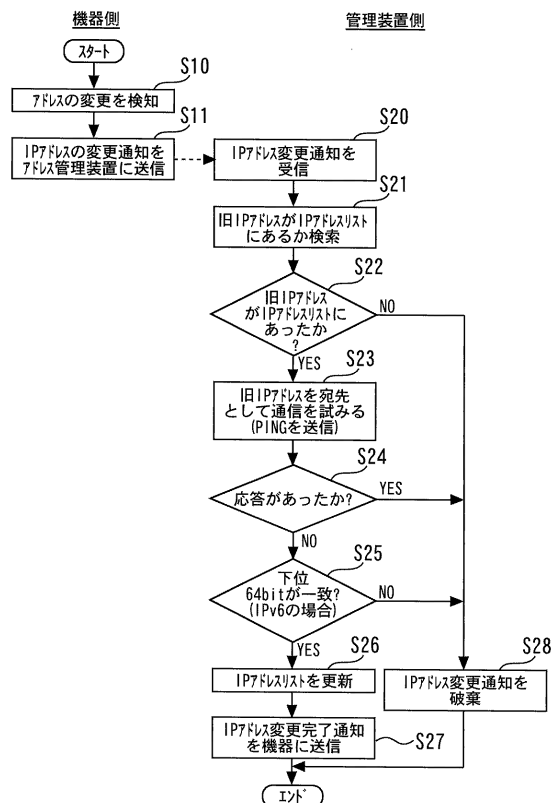 機器側
管理装置側
スタート
S10
アドレスの変更を検知
S11
IPアドレスの変更通知を
アドレス管理装置に送信
S20
IPアドレス変更通知を
受信
S21
旧IPアドレスがIPアドレスリスト
にあるか検索
S22
旧IPアドレス
がIPアドレスリストに
あったか
?
NO
YES
S23
旧IPアドレスを宛先
として通信を試みる
(PINGを送信)
S24
応答があったか?
YES
NO
S25
下位
64bitが一致?
(IPv6の場合)
NO
YES
S26
IPアドレスリストを更新
S28
IPアドレス変更通知を
破棄
IPアドレス変更完了通知
を機器に送信
S27
エンド